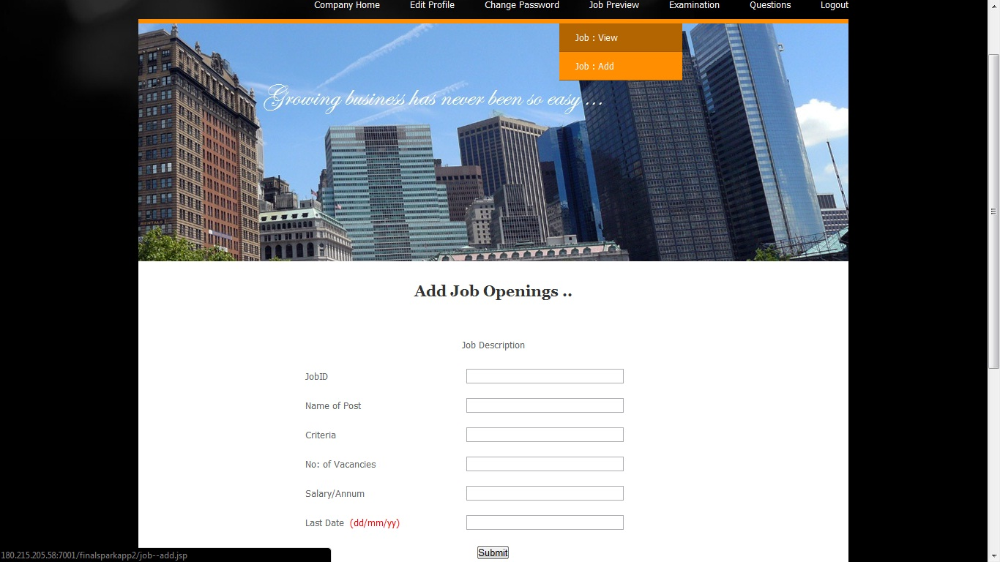 Company Home Edit Profile Change Password Job Preview Examination Questions Logout
Job : View
Job : Add
Growing business has never been so easy ...
Add Job Openings ..
Job Description
JobID
Name of Post
Criteria
No: of Vacancies
Salary/Annum
Last Date (dd/mm/yy)
Submit
180.215.205.58:7001/finalsparkapp2/job--add.jsp